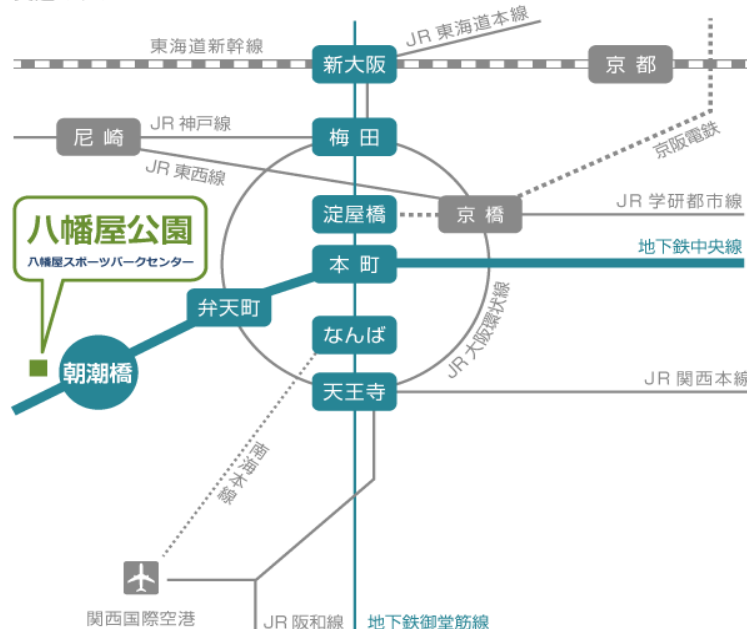 東海道新幹線
JR 東海道本線
新大阪
京都
尼崎
JR 神戸線
梅田
京阪電鉄
JR 東西線
八幡屋公園
八幡屋スポーツパークセンター
淀屋橋
京橋
JR 学研都市線
本町
地下鉄中央線
弁天町
なんば
JR 大阪環状線
朝潮橋
天王寺
JR 関西本線
南海本線
関西国際空港
JR 阪和線
地下鉄御堂筋線